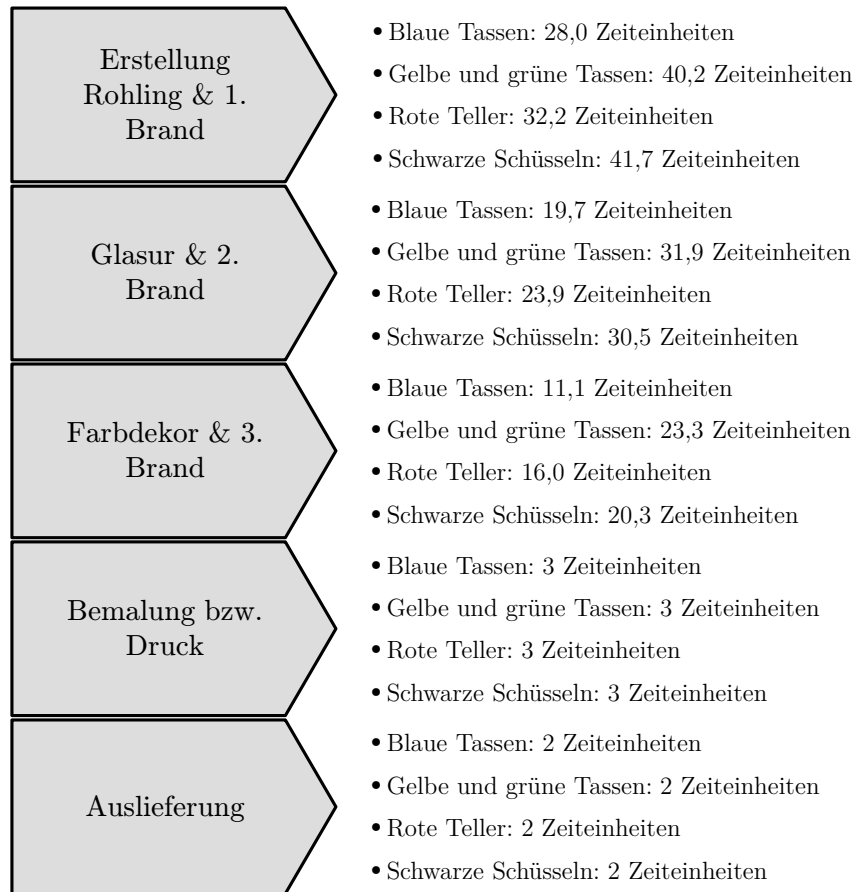 Erstellung
Rohling & 1.
Brand
• Blaue Tassen: 28,0 Zeiteinheiten
• Gelbe und grüne Tassen: 40,2 Zeiteinheiten
• Rote Teller: 32,2 Zeiteinheiten
• Schwarze Schüsseln: 41,7 Zeiteinheiten
Glasur & 2.
Brand
• Blaue Tassen: 19,7 Zeiteinheiten
• Gelbe und grüne Tassen: 31,9 Zeiteinheiten
• Rote Teller: 23,9 Zeiteinheiten
• Schwarze Schüsseln: 30,5 Zeiteinheiten
Farbdekor & 3.
Brand
• Blaue Tassen: 11,1 Zeiteinheiten
• Gelbe und grüne Tassen: 23,3 Zeiteinheiten
• Rote Teller: 16,0 Zeiteinheiten
• Schwarze Schüsseln: 20,3 Zeiteinheiten
Bemalung bzw.
Druck
• Blaue Tassen: 3 Zeiteinheiten
• Gelbe und grüne Tassen: 3 Zeiteinheiten
• Rote Teller: 3 Zeiteinheiten
• Schwarze Schüsseln: 3 Zeiteinheiten
Auslieferung
• Blaue Tassen: 2 Zeiteinheiten
• Gelbe und grüne Tassen: 2 Zeiteinheiten
• Rote Teller: 2 Zeiteinheiten
• Schwarze Schüsseln: 2 Zeiteinheiten